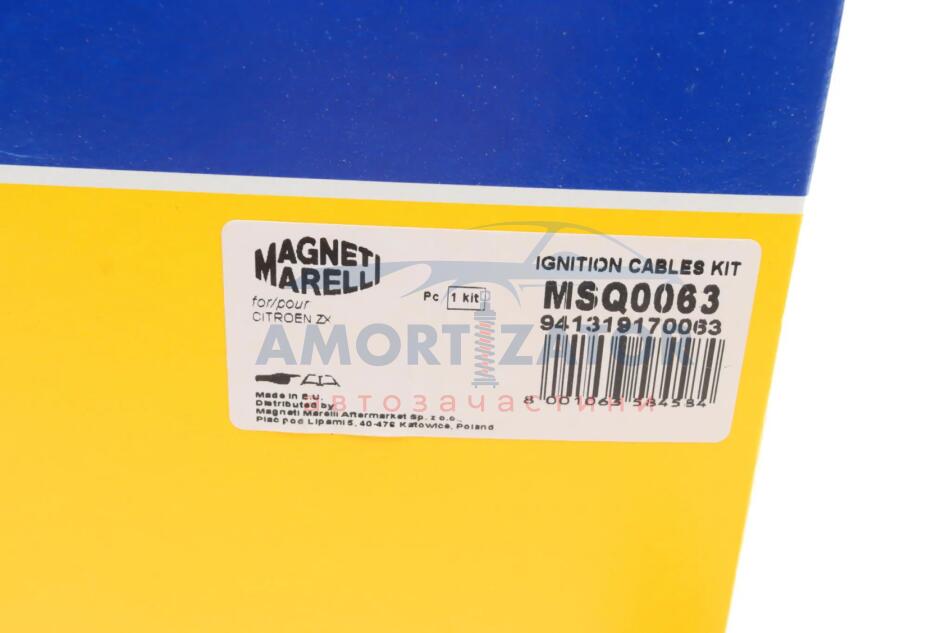 MAGNETI
MARELLI
for/pour
CITROEN ZX
Pc 1 kit
IGNITION CABLES KIT
MSQ0063
941319170063
8 001063 584584
Made in E.U.
Distributed by
Magneti Marelli Aftermarket Sp. z o.o.,
Plac pod Lipami 5, 40-476 Katowice, Poland
AMORTIZATOR
автозачастини